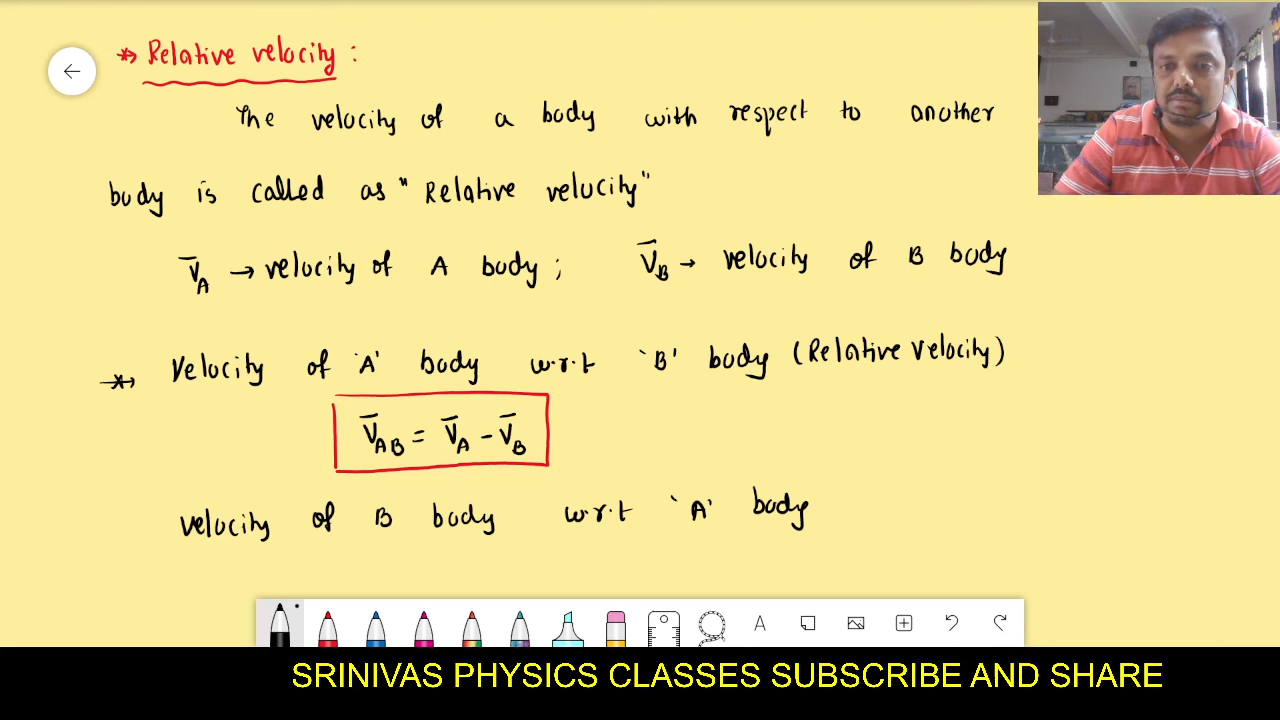 * Relative velocity :
The velocity of a body with respect to another
body is called as "Relative velocity"
V̅A → velocity of A body ; V̅B → velocity of B body
* Velocity of 'A' body w.r.t 'B' body (Relative Velocity)
V̅AB = V̅A - V̅B
velocity of B body w.r.t 'A' body
A
SRINIVAS PHYSICS CLASSES SUBSCRIBE AND SHARE